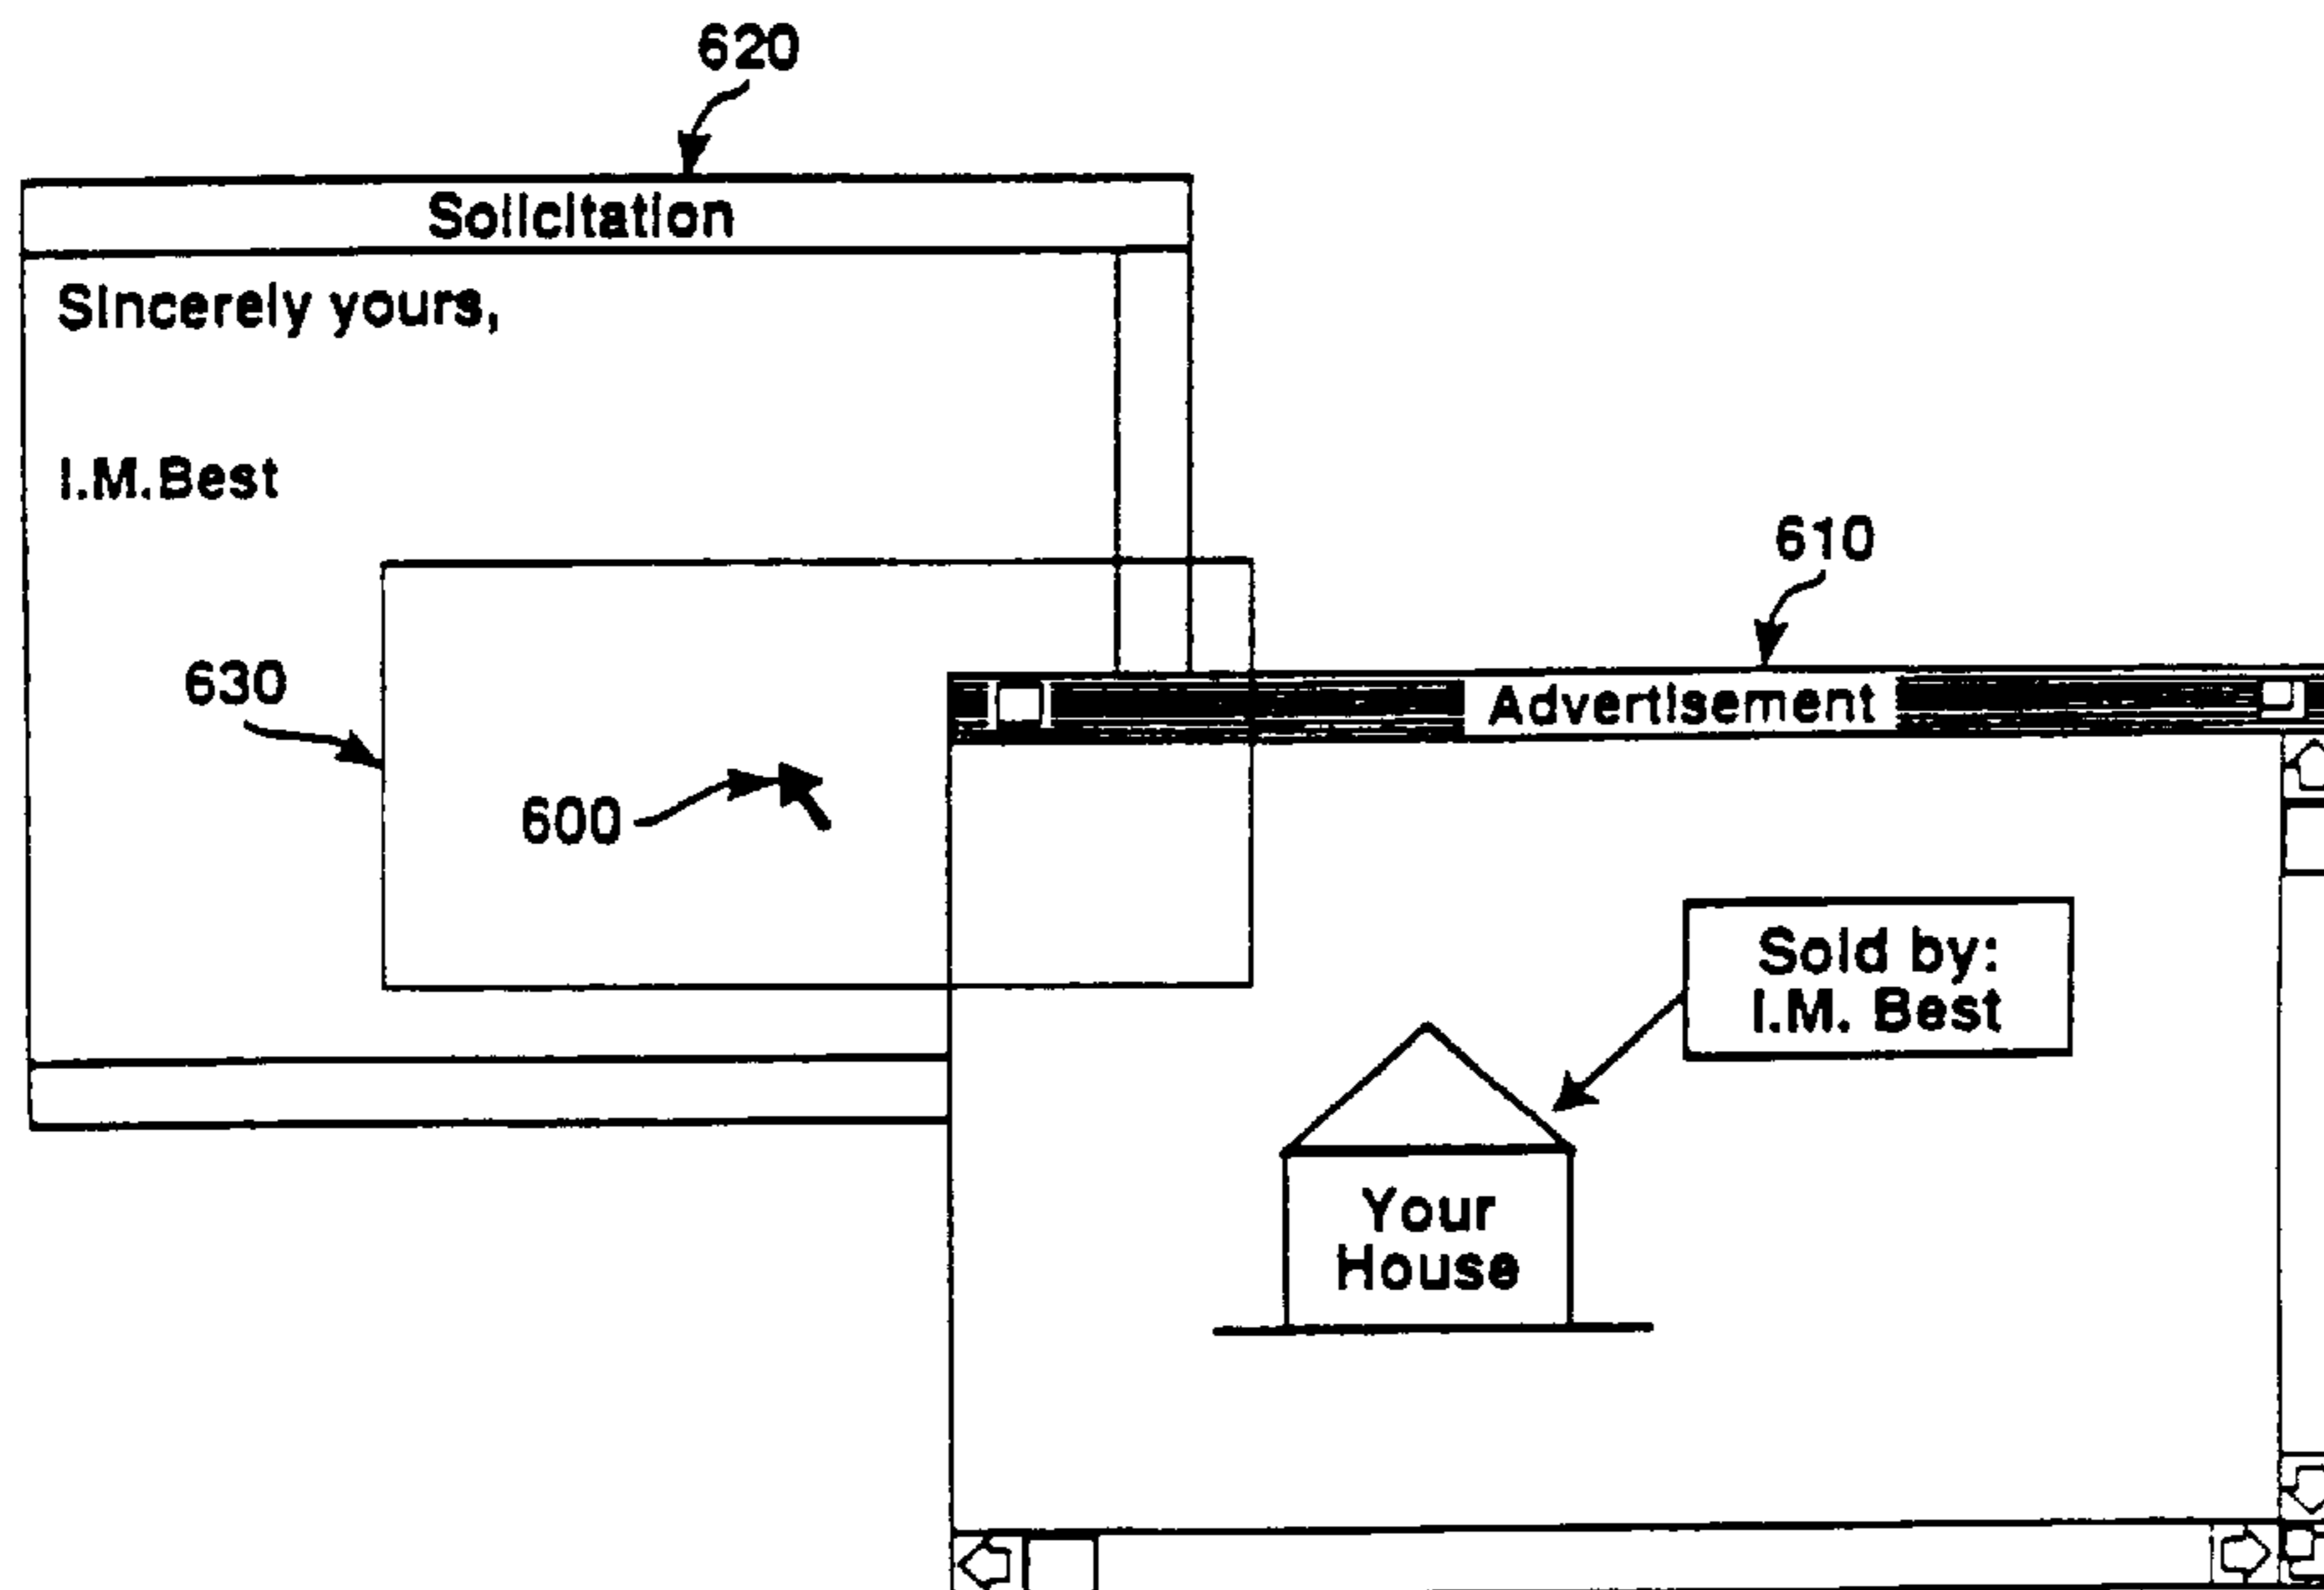 620
Solicitation
Sincerely yours,
I.M.Best
610
630
Advertisement
600
Sold by:
I.M. Best
Your
House